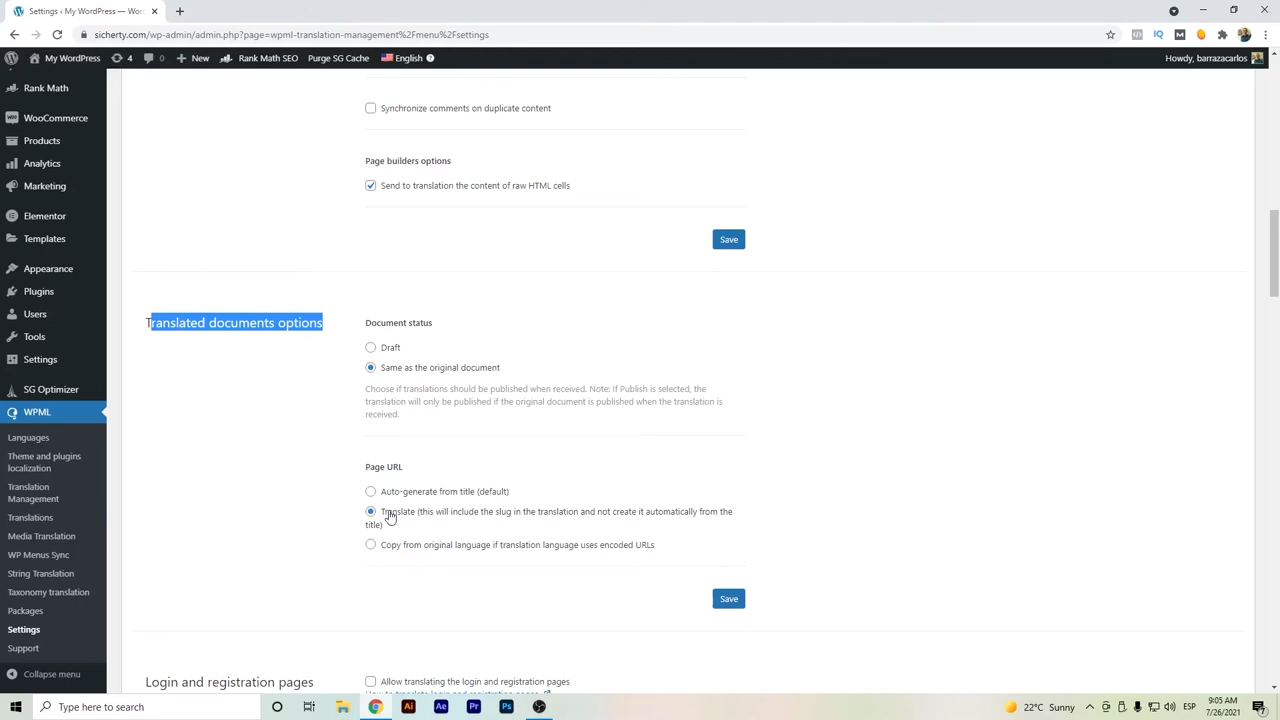 Settings ‹ My WordPress — Wor
sicherty.com/wp-admin/admin.php?page=wpml-translation-management%2Fmenu%2Fsettings
My WordPress
4
0
New
Rank Math SEO
Purge SG Cache
English
Howdy, barrazacarlos
Rank Math
WooCommerce
Products
Analytics
Marketing
Elementor
Templates
Appearance
Plugins
Users
Tools
Settings
SG Optimizer
WPML
Languages
Theme and plugins
localization
Translation
Management
Translations
Media Translation
WP Menus Sync
String Translation
Taxonomy translation
Packages
Settings
Support
Collapse menu
Synchronize comments on duplicate content
Page builders options
Send to translation the content of raw HTML cells
Save
Translated documents options
Document status
Draft
Same as the original document
Choose if translations should be published when received. Note: If Publish is selected, the
translation will only be published if the original document is published when the translation is
received.
Page URL
Auto-generate from title (default)
Translate (this will include the slug in the translation and not create it automatically from the
title)
Copy from original language if translation language uses encoded URLs
Save
Login and registration pages
Allow translating the login and registration pages
How to translate login and registration pages
Type here to search
22°C Sunny
ESP
9:05 AM
7/26/2021